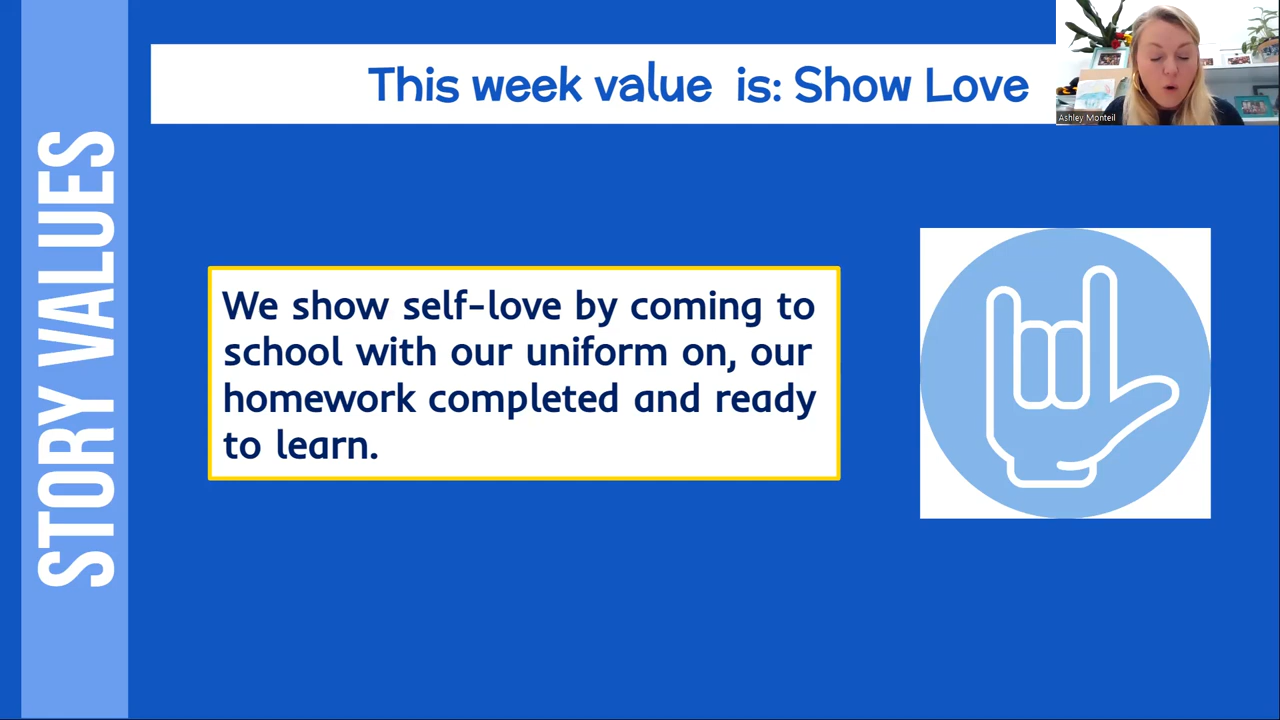 This week value is: Show Love
Ashley Monteil
STORY VALUES
We show self-love by coming to
school with our uniform on, our
homework completed and ready
to learn.